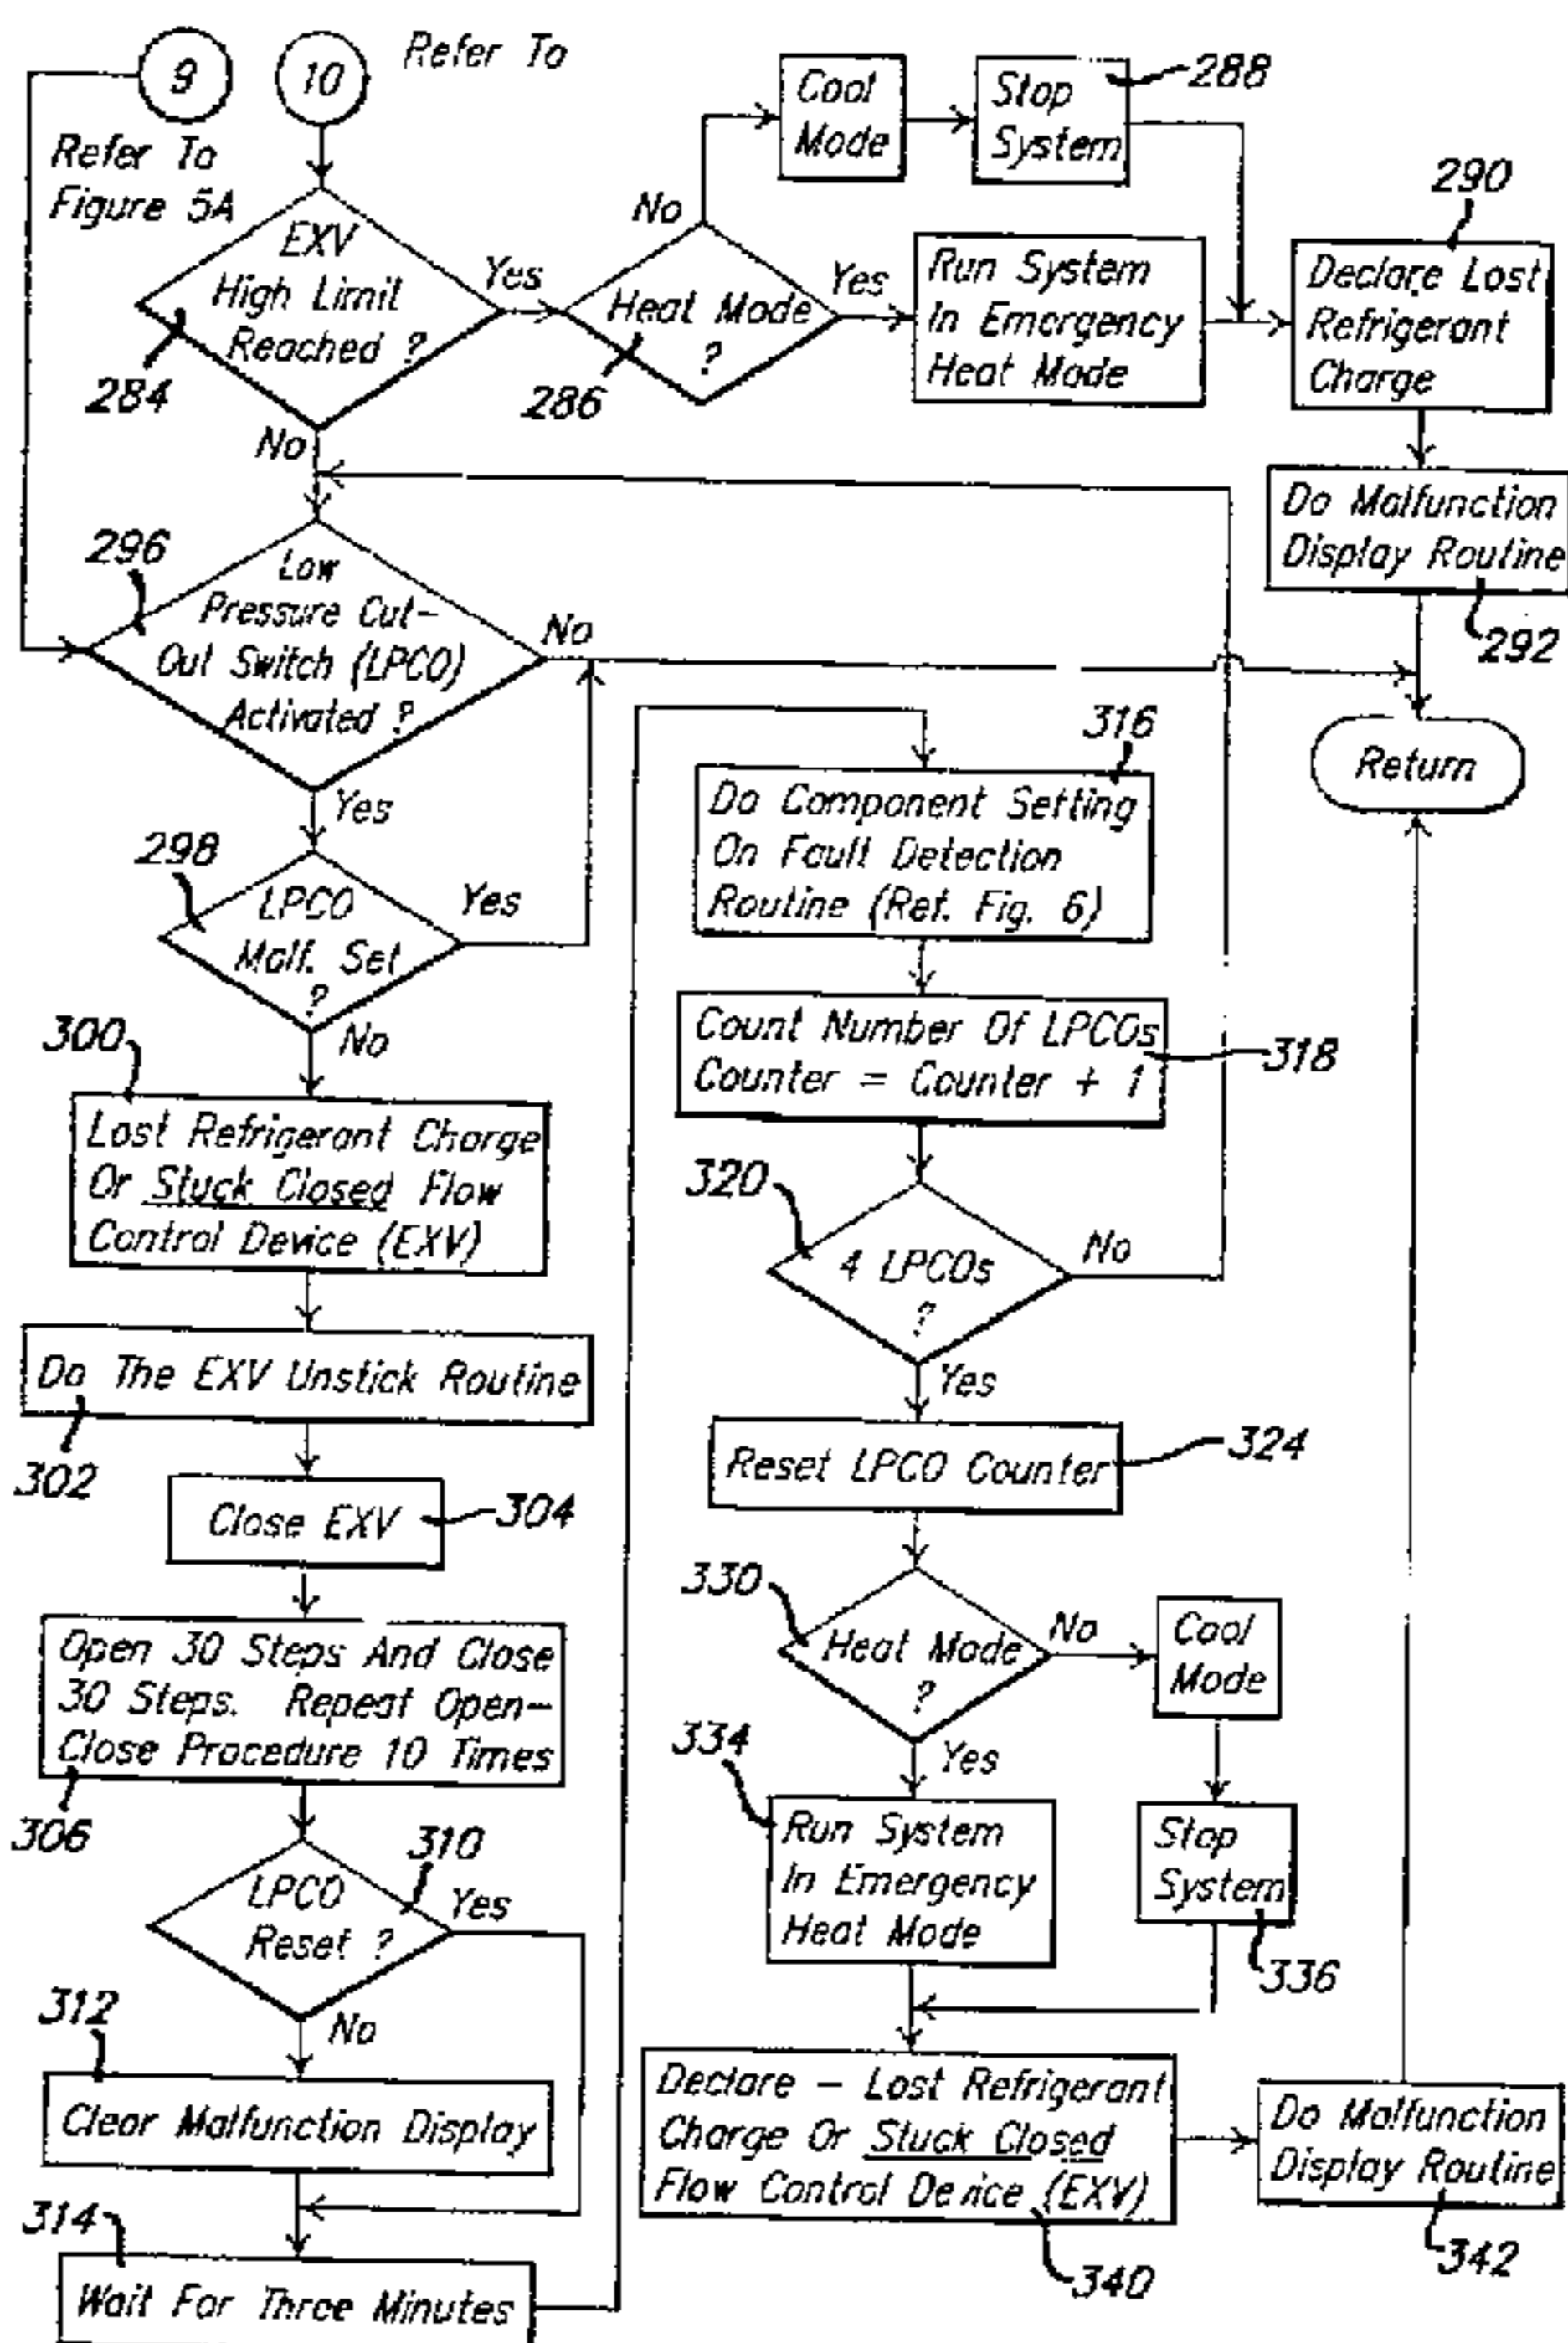 9
10
Refer To
Refer To
Figure 5A
EXV
High Limit
Reached ?
284
Yes
No
Heat Mode
?
286
No
Yes
Cool
Mode
Stop
System
288
Run System
In Emergency
Heat Mode
290
Declare Lost
Refrigerant
Charge
Do Malfunction
Display Routine
292
Return
296
Low
Pressure Cut-
Out Switch (LPCO)
Activated ?
No
Yes
298
LPCO
Malf. Set
?
Yes
No
300
Lost Refrigerant Charge
Or Stuck Closed Flow
Control Device (EXV)
Do The EXV Unstick Routine
302
Close EXV
304
Open 30 Steps And Close
30 Steps. Repeat Open-
Close Procedure 10 Times
306
310
LPCO
Reset ?
Yes
No
312
Clear Malfunction Display
314
Wait For Three Minutes
316
Do Component Setting
On Fault Detection
Routine (Ref. Fig. 6)
Count Number Of LPCOs
Counter = Counter + 1
318
320
4 LPCOs
?
No
Yes
Reset LPCO Counter
324
330
Heat Mode
?
No
Yes
Cool
Mode
334
Run System
In Emergency
Heat Mode
Stop
System
336
Declare - Lost Refrigerant
Charge Or Stuck Closed
Flow Control Device (EXV)
340
Do Malfunction
Display Routine
342